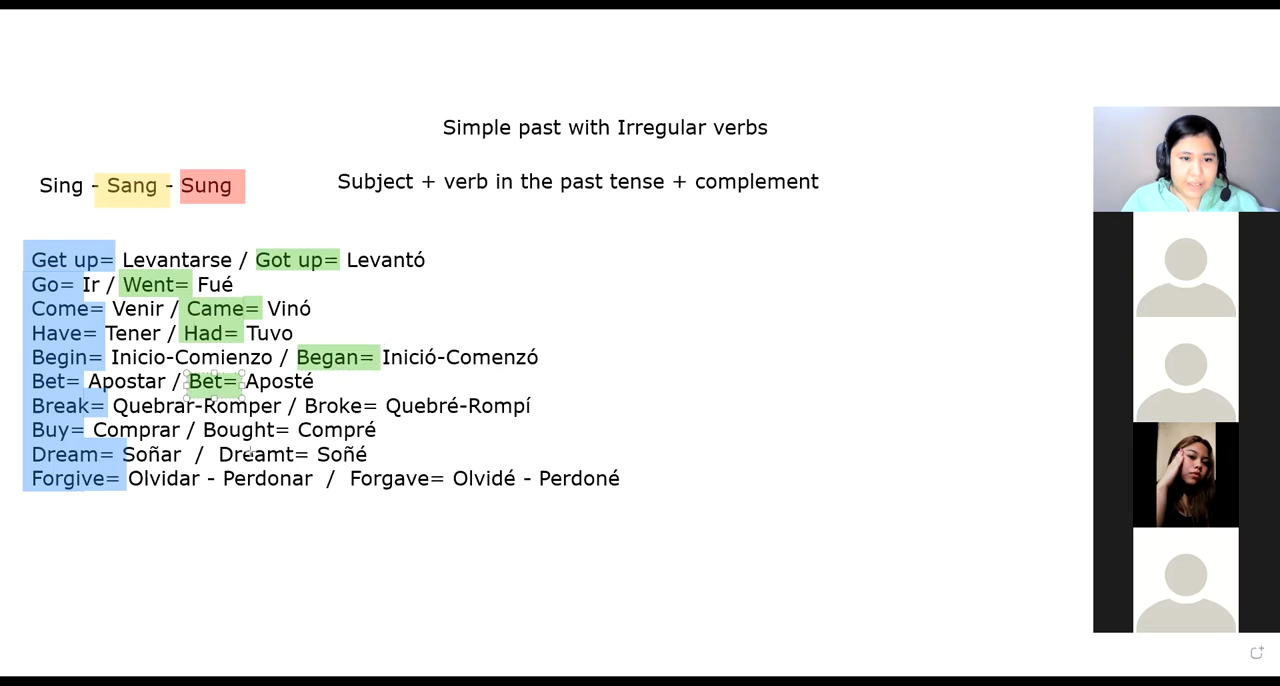 Simple past with Irregular verbs
Sing - Sang - Sung
Subject + verb in the past tense + complement
Get up= Levantarse / Got up= Levantó
Go= Ir / Went= Fué
Come= Venir / Came= Vinó
Have= Tener / Had= Tuvo
Begin= Inicio-Comienzo / Began= Inició-Comenzó
Bet= Apostar / Bet= Aposté
Break= Quebrar-Romper / Broke= Quebré-Rompí
Buy= Comprar / Bought= Compré
Dream= Soñar / Dreamt= Soñé
Forgive= Olvidar - Perdonar / Forgave= Olvidé - Perdoné